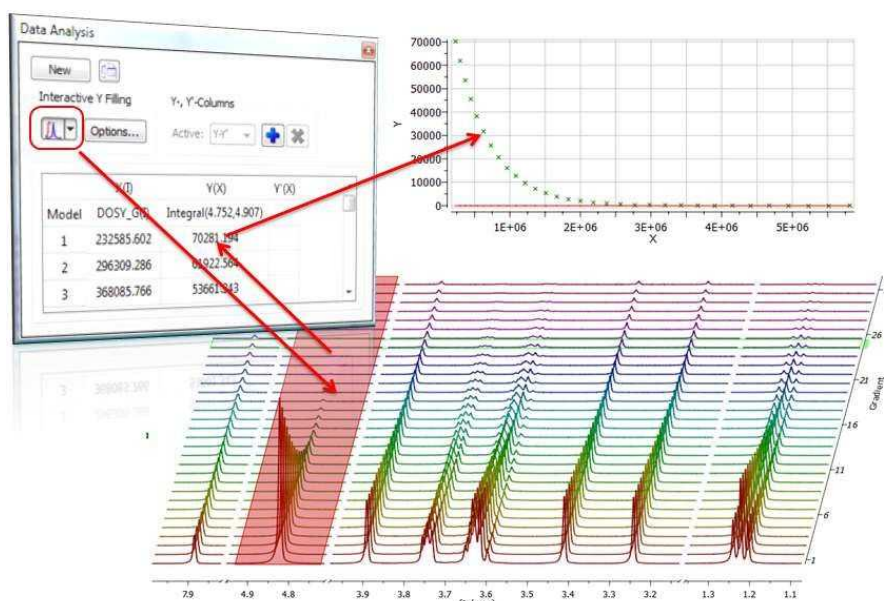 Data Analysis
New
Interactive Y Filling
Y-, Y'-Columns
Options...
Active: Y-Y'
X(I) Y(X) Y'(X)
Model DOSY_G(I) Integral(4.752,4.907)
1 232585.602 70281.194
2 296309.286 61922.564
3 368085.766 53661.343
70000
60000
50000
40000
30000
20000
10000
0
Y
1E+06 2E+06 3E+06 4E+06 5E+06
X
26
21
16
11
6
1
Gradient
1
7.9 4.9 4.8 3.9 3.8 3.7 3.6 3.5 3.4 3.3 3.2 1.3 1.2 1.1